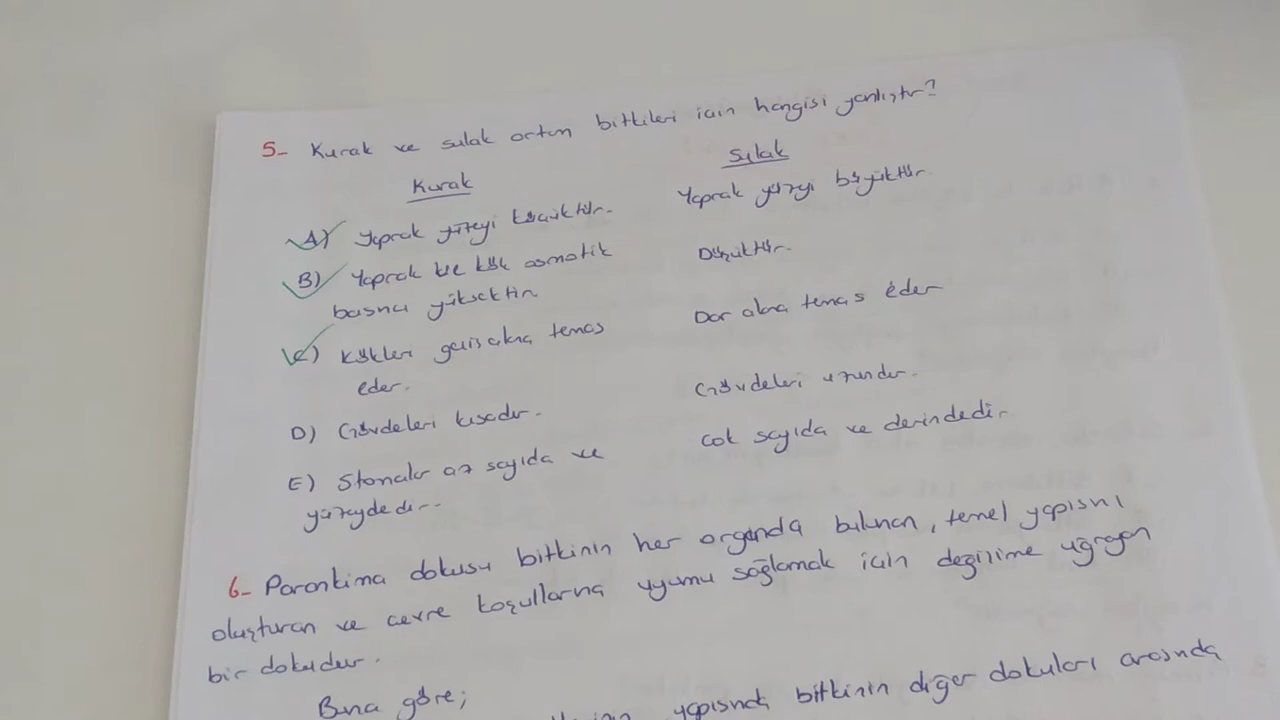 5- Kurak ve sulak ortam bitkileri için hangisi yanlıştır?
Kurak Sulak
A) Yaprak yüzeyi küçüktür. Yaprak yüzeyi büyüktür.
B) Yaprak ve kök osmotik Düşüktür.
basıncı yüksektir
C) Kökleri geniş alana temas Dar alana temas eder
eder.
D) Gövdeleri kısadır. Gövdeleri uzundur.
E) Stomalar az sayıda ve Çok sayıda ve derindedir
yüzeydedir.
6- Parankima dokusu bitkinin her organında bulunan, temel yapısını
oluşturan ve çevre koşullarına uyumu sağlamak için değişime uğrayan
bir dokudur.
Buna göre;
yapısında bitkinin diğer dokuları arasında